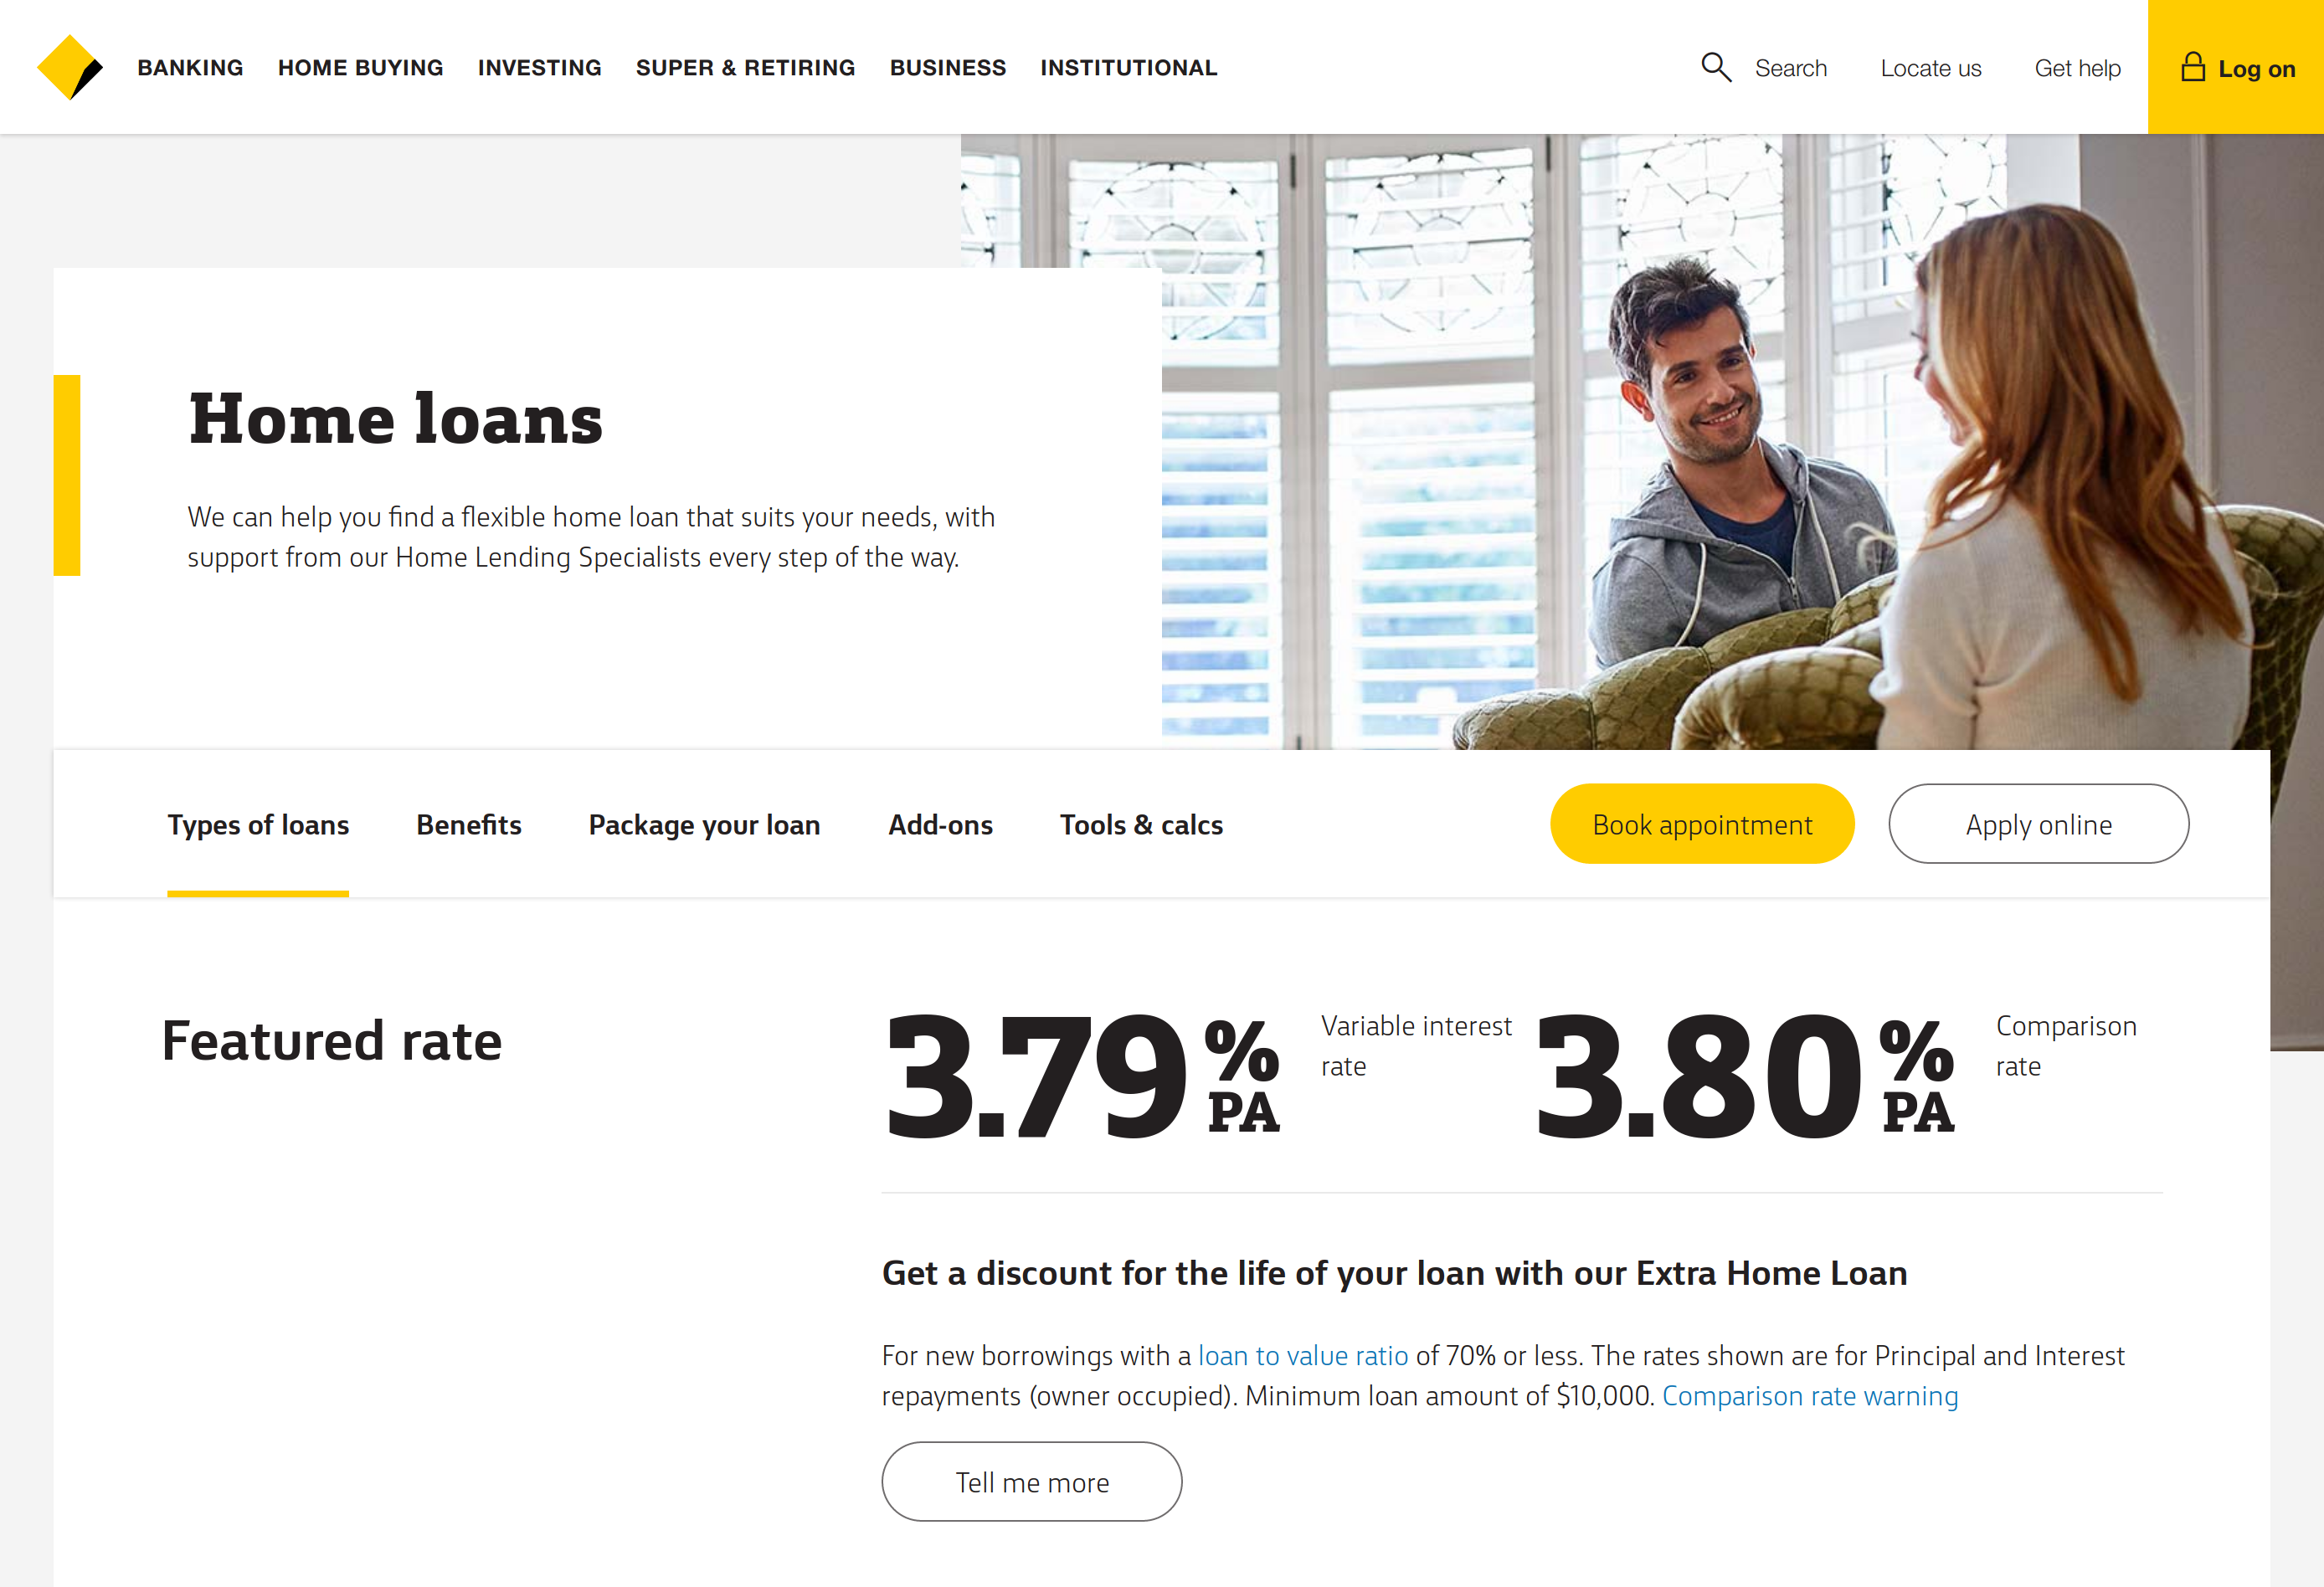 BANKING HOME BUYING INVESTING SUPER & RETIRING BUSINESS INSTITUTIONAL Search Locate us Get help Log on
Home loans
We can help you find a flexible home loan that suits your needs, with
support from our Home Lending Specialists every step of the way.
Types of loans Benefits Package your loan Add-ons Tools & calcs Book appointment Apply online
Featured rate
3.79 % PA Variable interest rate
3.80 % PA Comparison rate
Get a discount for the life of your loan with our Extra Home Loan
For new borrowings with a loan to value ratio of 70% or less. The rates shown are for Principal and Interest
repayments (owner occupied). Minimum loan amount of $10,000. Comparison rate warning
Tell me more